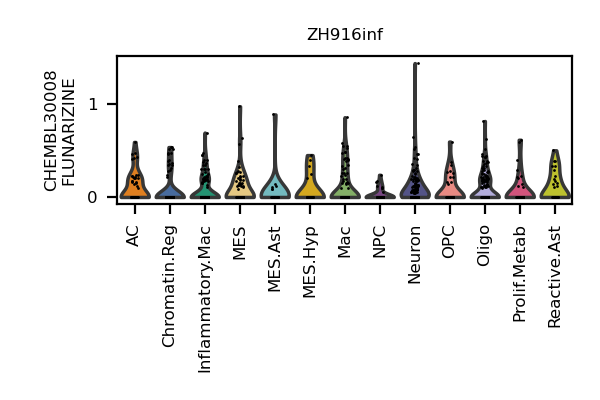 ZH916inf
CHEMBL30008
FLUNARIZINE
1
0
AC
Chromatin.Reg
Inflammatory.Mac
MES
MES.Ast
MES.Hyp
Mac
NPC
Neuron
OPC
Oligo
Prolif.Metab
Reactive.Ast